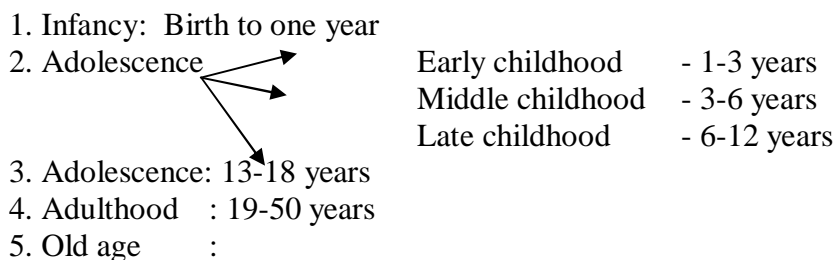 1. Infancy: Birth to one year
2. Adolescence Early childhood - 1-3 years
Middle childhood - 3-6 years
Late childhood - 6-12 years
3. Adolescence: 13-18 years
4. Adulthood : 19-50 years
5. Old age :